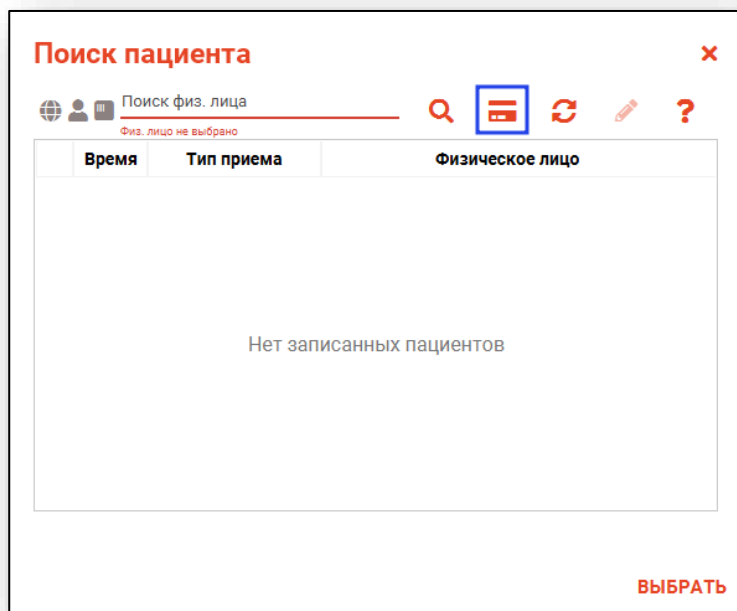 Поиск пациента
Поиск физ. лица
Физ. лицо не выбрано
Время Тип приема Физическое лицо
Нет записанных пациентов
ВЫБРАТЬ